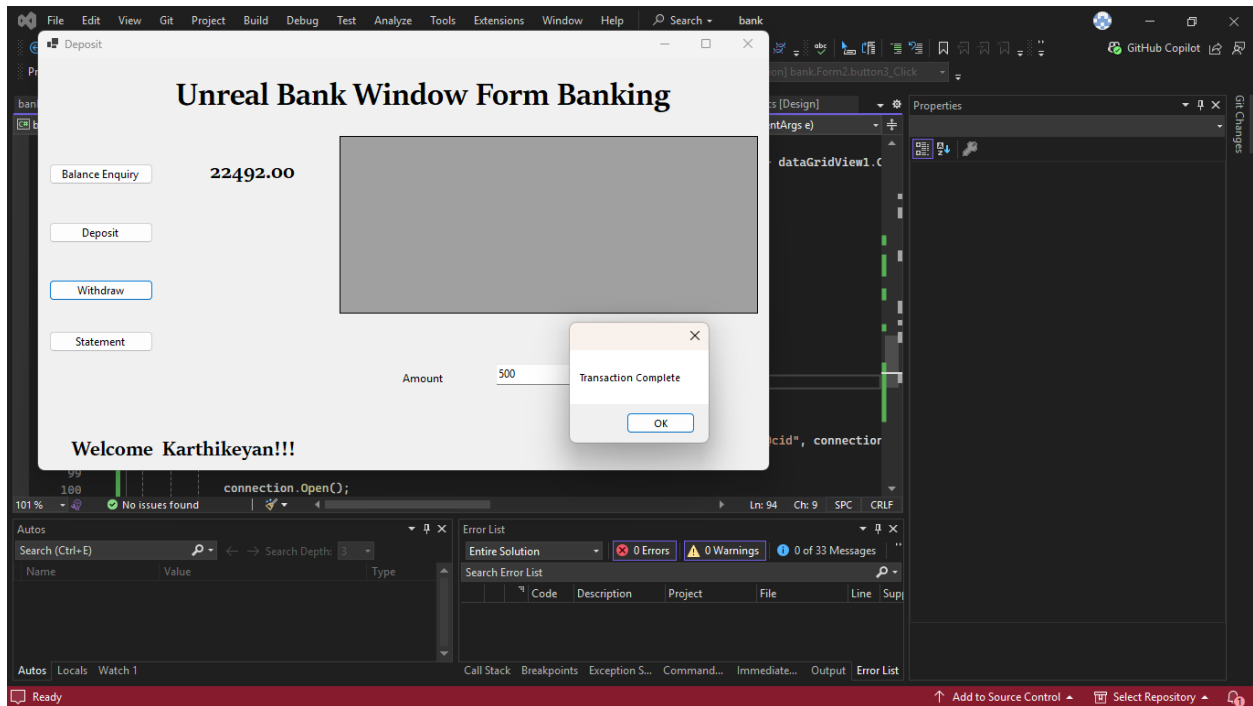 File Edit View Git Project Build Debug Test Analyze Tools Extensions Window Help Search bank
Deposit
GitHub Copilot
on] bank.Form2.button3_Click
Unreal Bank Window Form Banking
cs [Design]
Properties
Git Changes
ntArgs e)
dataGridView1.C
Balance Enquiry
22492.00
Deposit
Withdraw
Statement
Amount
500
Transaction Complete
OK
Welcome Karthikeyan!!!
cid", connection
99
100 connection.Open();
101 % No issues found Ln: 94 Ch: 9 SPC CRLF
Autos
Search (Ctrl+E) Search Depth: 3
Name Value Type
Error List
Entire Solution 0 Errors 0 Warnings 0 of 33 Messages
Search Error List
Code Description Project File Line Supp
Autos Locals Watch 1
Call Stack Breakpoints Exception S... Command... Immediate... Output Error List
Ready Add to Source Control Select Repository